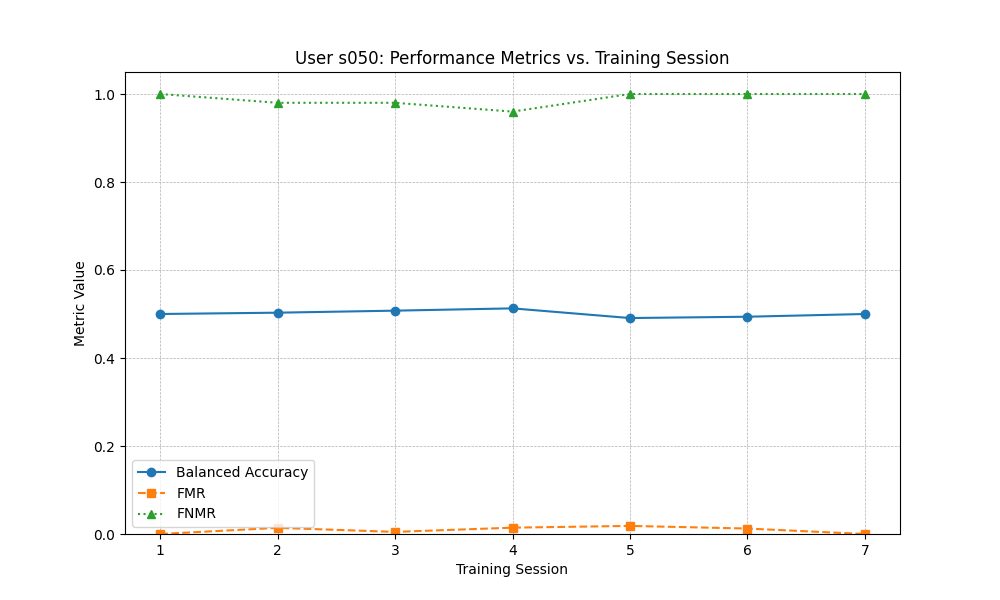 User s050: Performance Metrics vs. Training Session
Metric Value
1.0
0.8
0.6
0.4
0.2
0.0
Balanced Accuracy
FMR
FNMR
1 2 3 4 5 6 7
Training Session